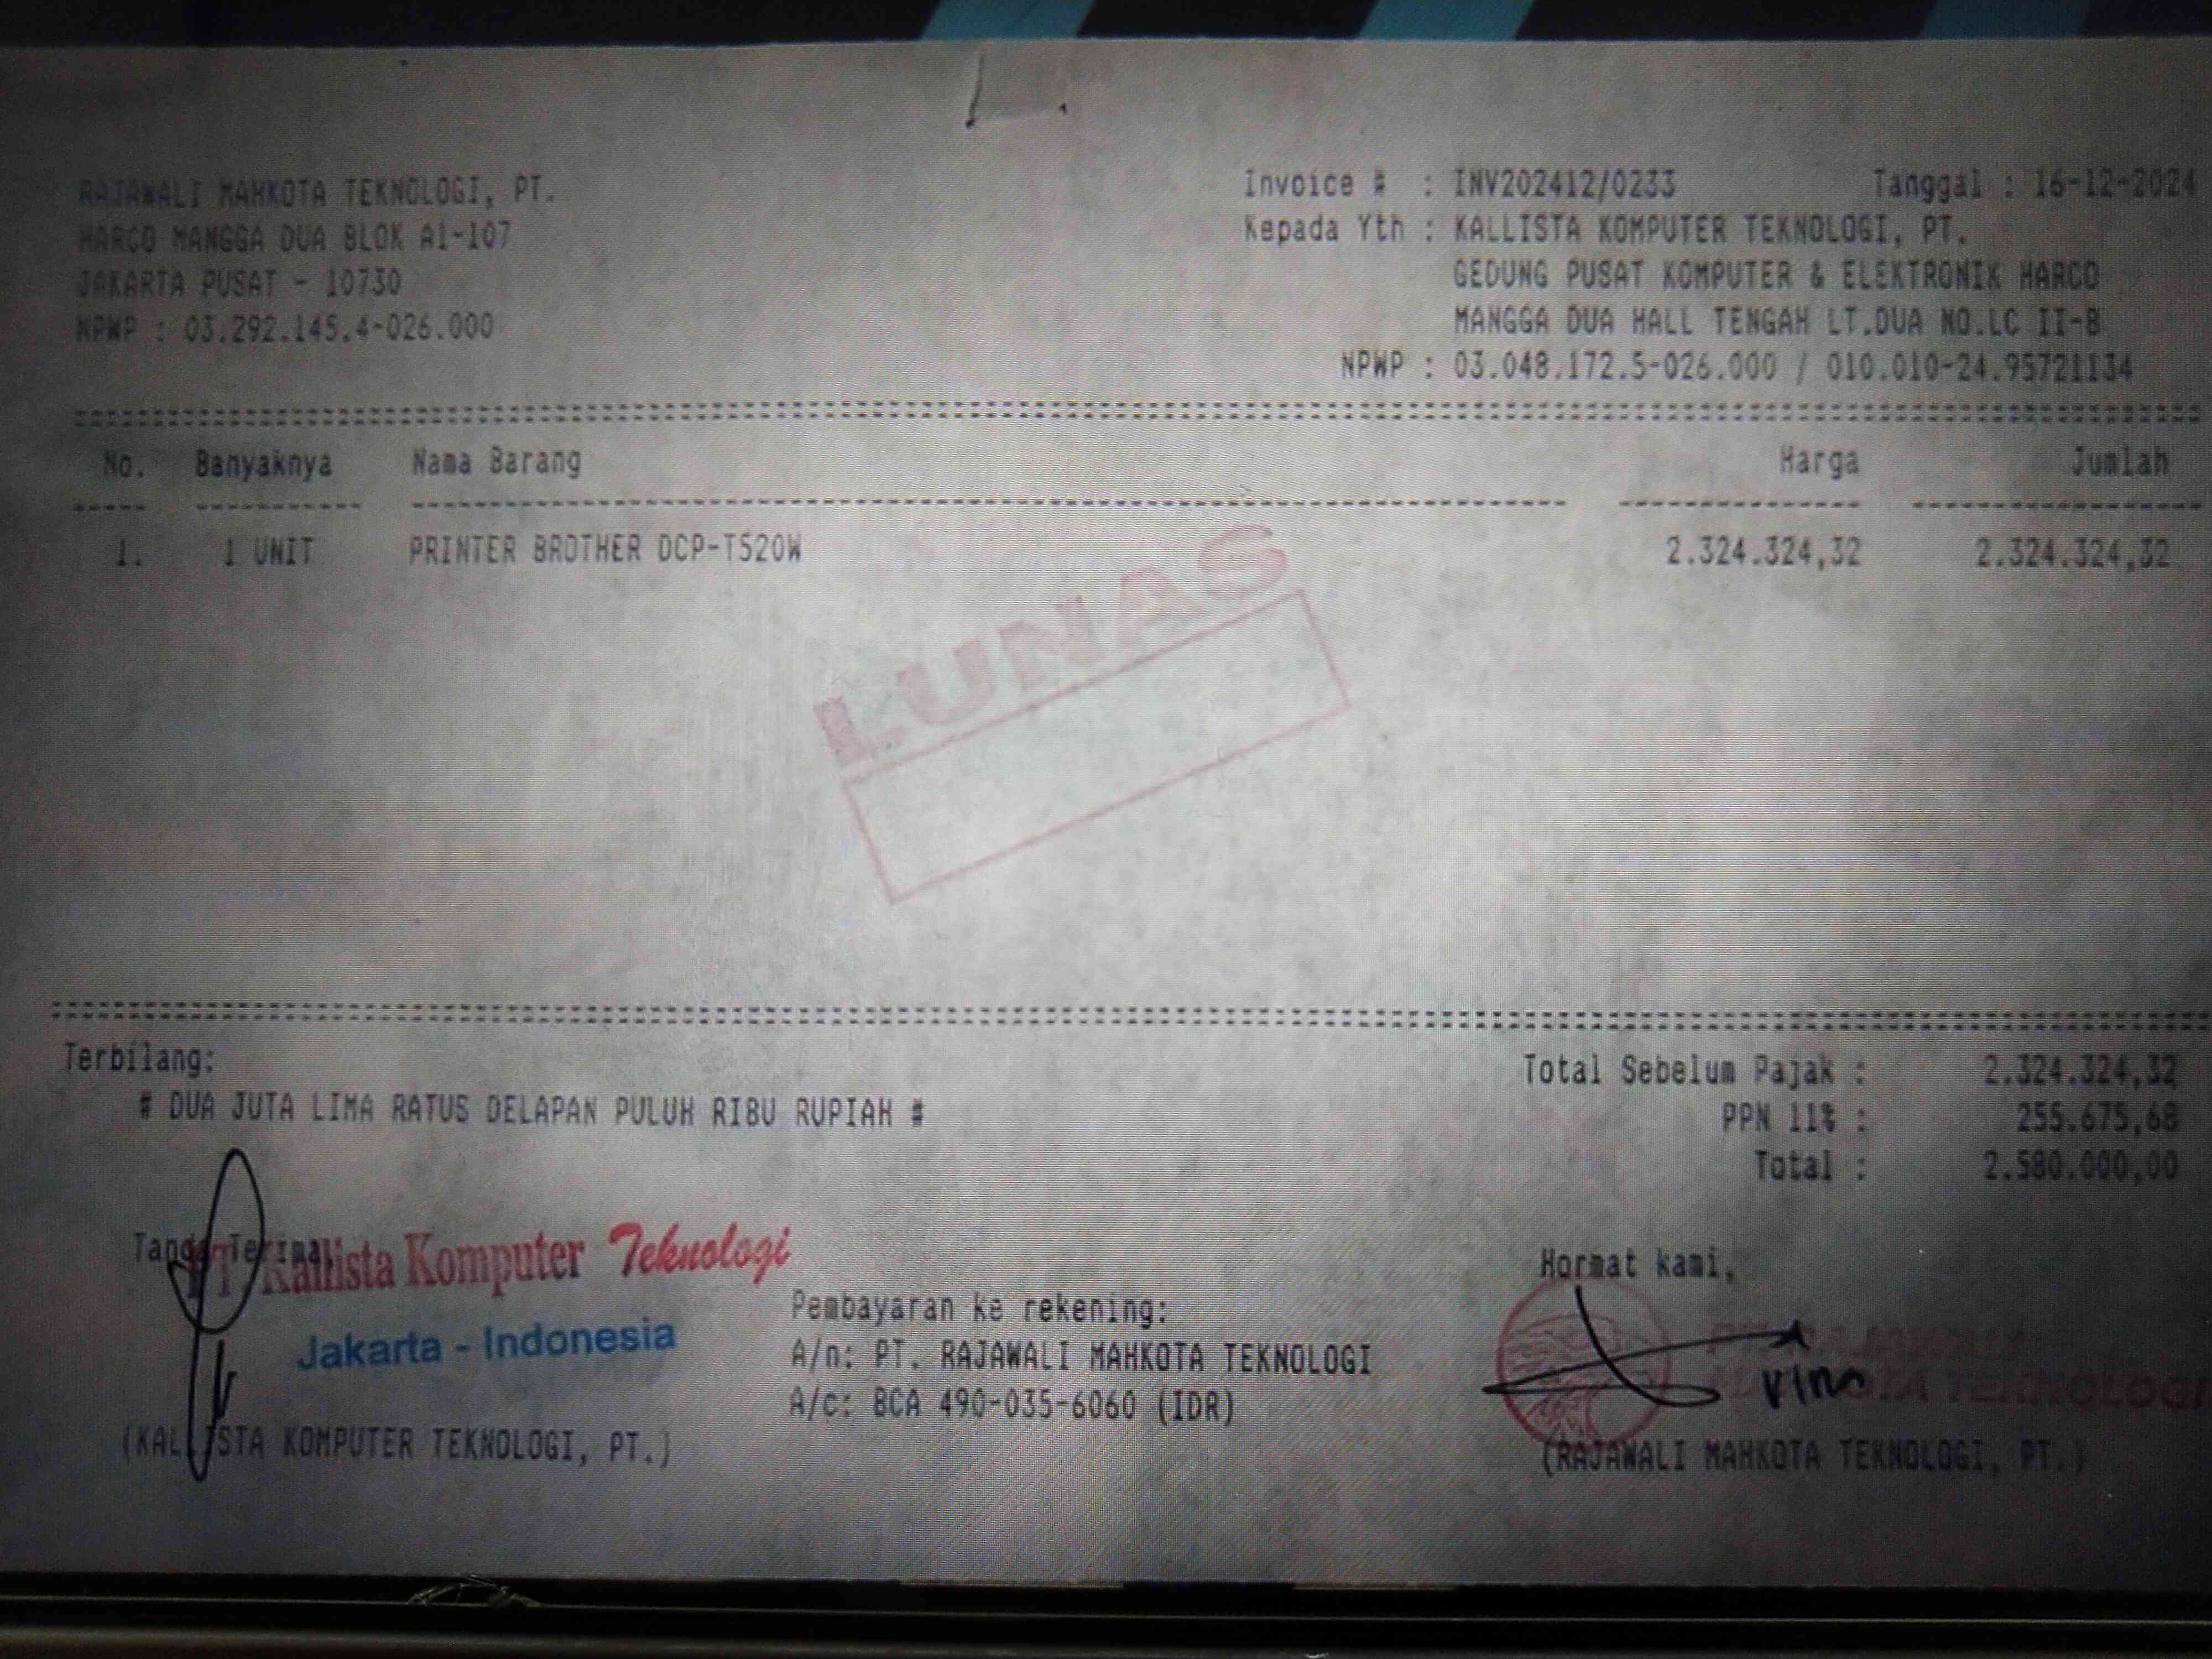 RAJAWALI MAHKOTA TEKNOLOGI, PT.
HARCO MANGGA DUA BLOK A1-107
JAKARTA PUSAT - 10730
NPWP : 03.292.145.4-026.000
Invoice # : INV202412/0233 Tanggal : 16-12-2024
Kepada Yth : KALLISTA KOMPUTER TEKNOLOGI, PT.
GEDUNG PUSAT KOMPUTER & ELEKTRONIK HARCO
MANGGA DUA HALL TENGAH LT.DUA NO.LC II-8
NPWP : 03.048.172.5-026.000 / 010.010-24.95721134
No. Banyaknya Nama Barang Harga Jumlah
1. 1 UNIT PRINTER BROTHER DCP-T520W 2.324.324,32 2.324.324,32
LUNAS
Terbilang:
# DUA JUTA LIMA RATUS DELAPAN PULUH RIBU RUPIAH #
Total Sebelum Pajak : 2.324.324,32
PPN 11% : 255.675,68
Total : 2.580.000,00
Tanda Terima,
PT Kallista Komputer Teknologi
Jakarta - Indonesia
(KALLISTA KOMPUTER TEKNOLOGI, PT.)
Pembayaran ke rekening:
A/n: PT. RAJAWALI MAHKOTA TEKNOLOGI
A/c: BCA 490-035-6060 (IDR)
Hormat kami,
PT. RAJAWALI
MAHKOTA TEKNOLOGI
(RAJAWALI MAHKOTA TEKNOLOGI, PT.)